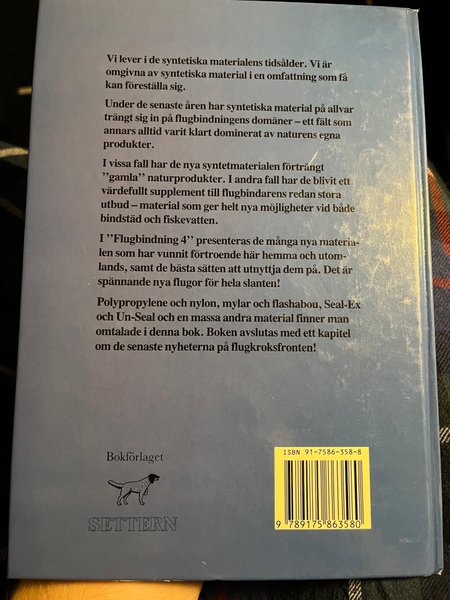 Vi lever i de syntetiska materialens tidsålder. Vi är
omgivna av syntetiska material i en omfattning som få
kan föreställa sig.
Under de senaste åren har syntetiska material på allvar
trängt sig in på flugbindningens domäner – ett fält som
annars alltid varit klart dominerat av naturens egna
produkter.
I vissa fall har de nya syntetmaterialen förträngt
”gamla” naturprodukter. I andra fall har de blivit ett
värdefullt supplement till flugbindarens redan stora
utbud – material som ger helt nya möjligheter vid både
bindstäd och fiskevatten.
I ”Flugbindning 4” presenteras de många nya materia-
len som har vunnit förtroende här hemma och utom-
lands, samt de bästa sätten att utnyttja dem på. Det är
spännande nya flugor för hela slanten!
Polypropylene och nylon, mylar och flashabou, Seal-Ex
och Un-Seal och en massa andra material finner man
omtalade i denna bok. Boken avslutas med ett kapitel
om de senaste nyheterna på flugkroksfronten!
Bokförlaget
SETTERN
ISBN 91-7586-358-8
9 789175 863580